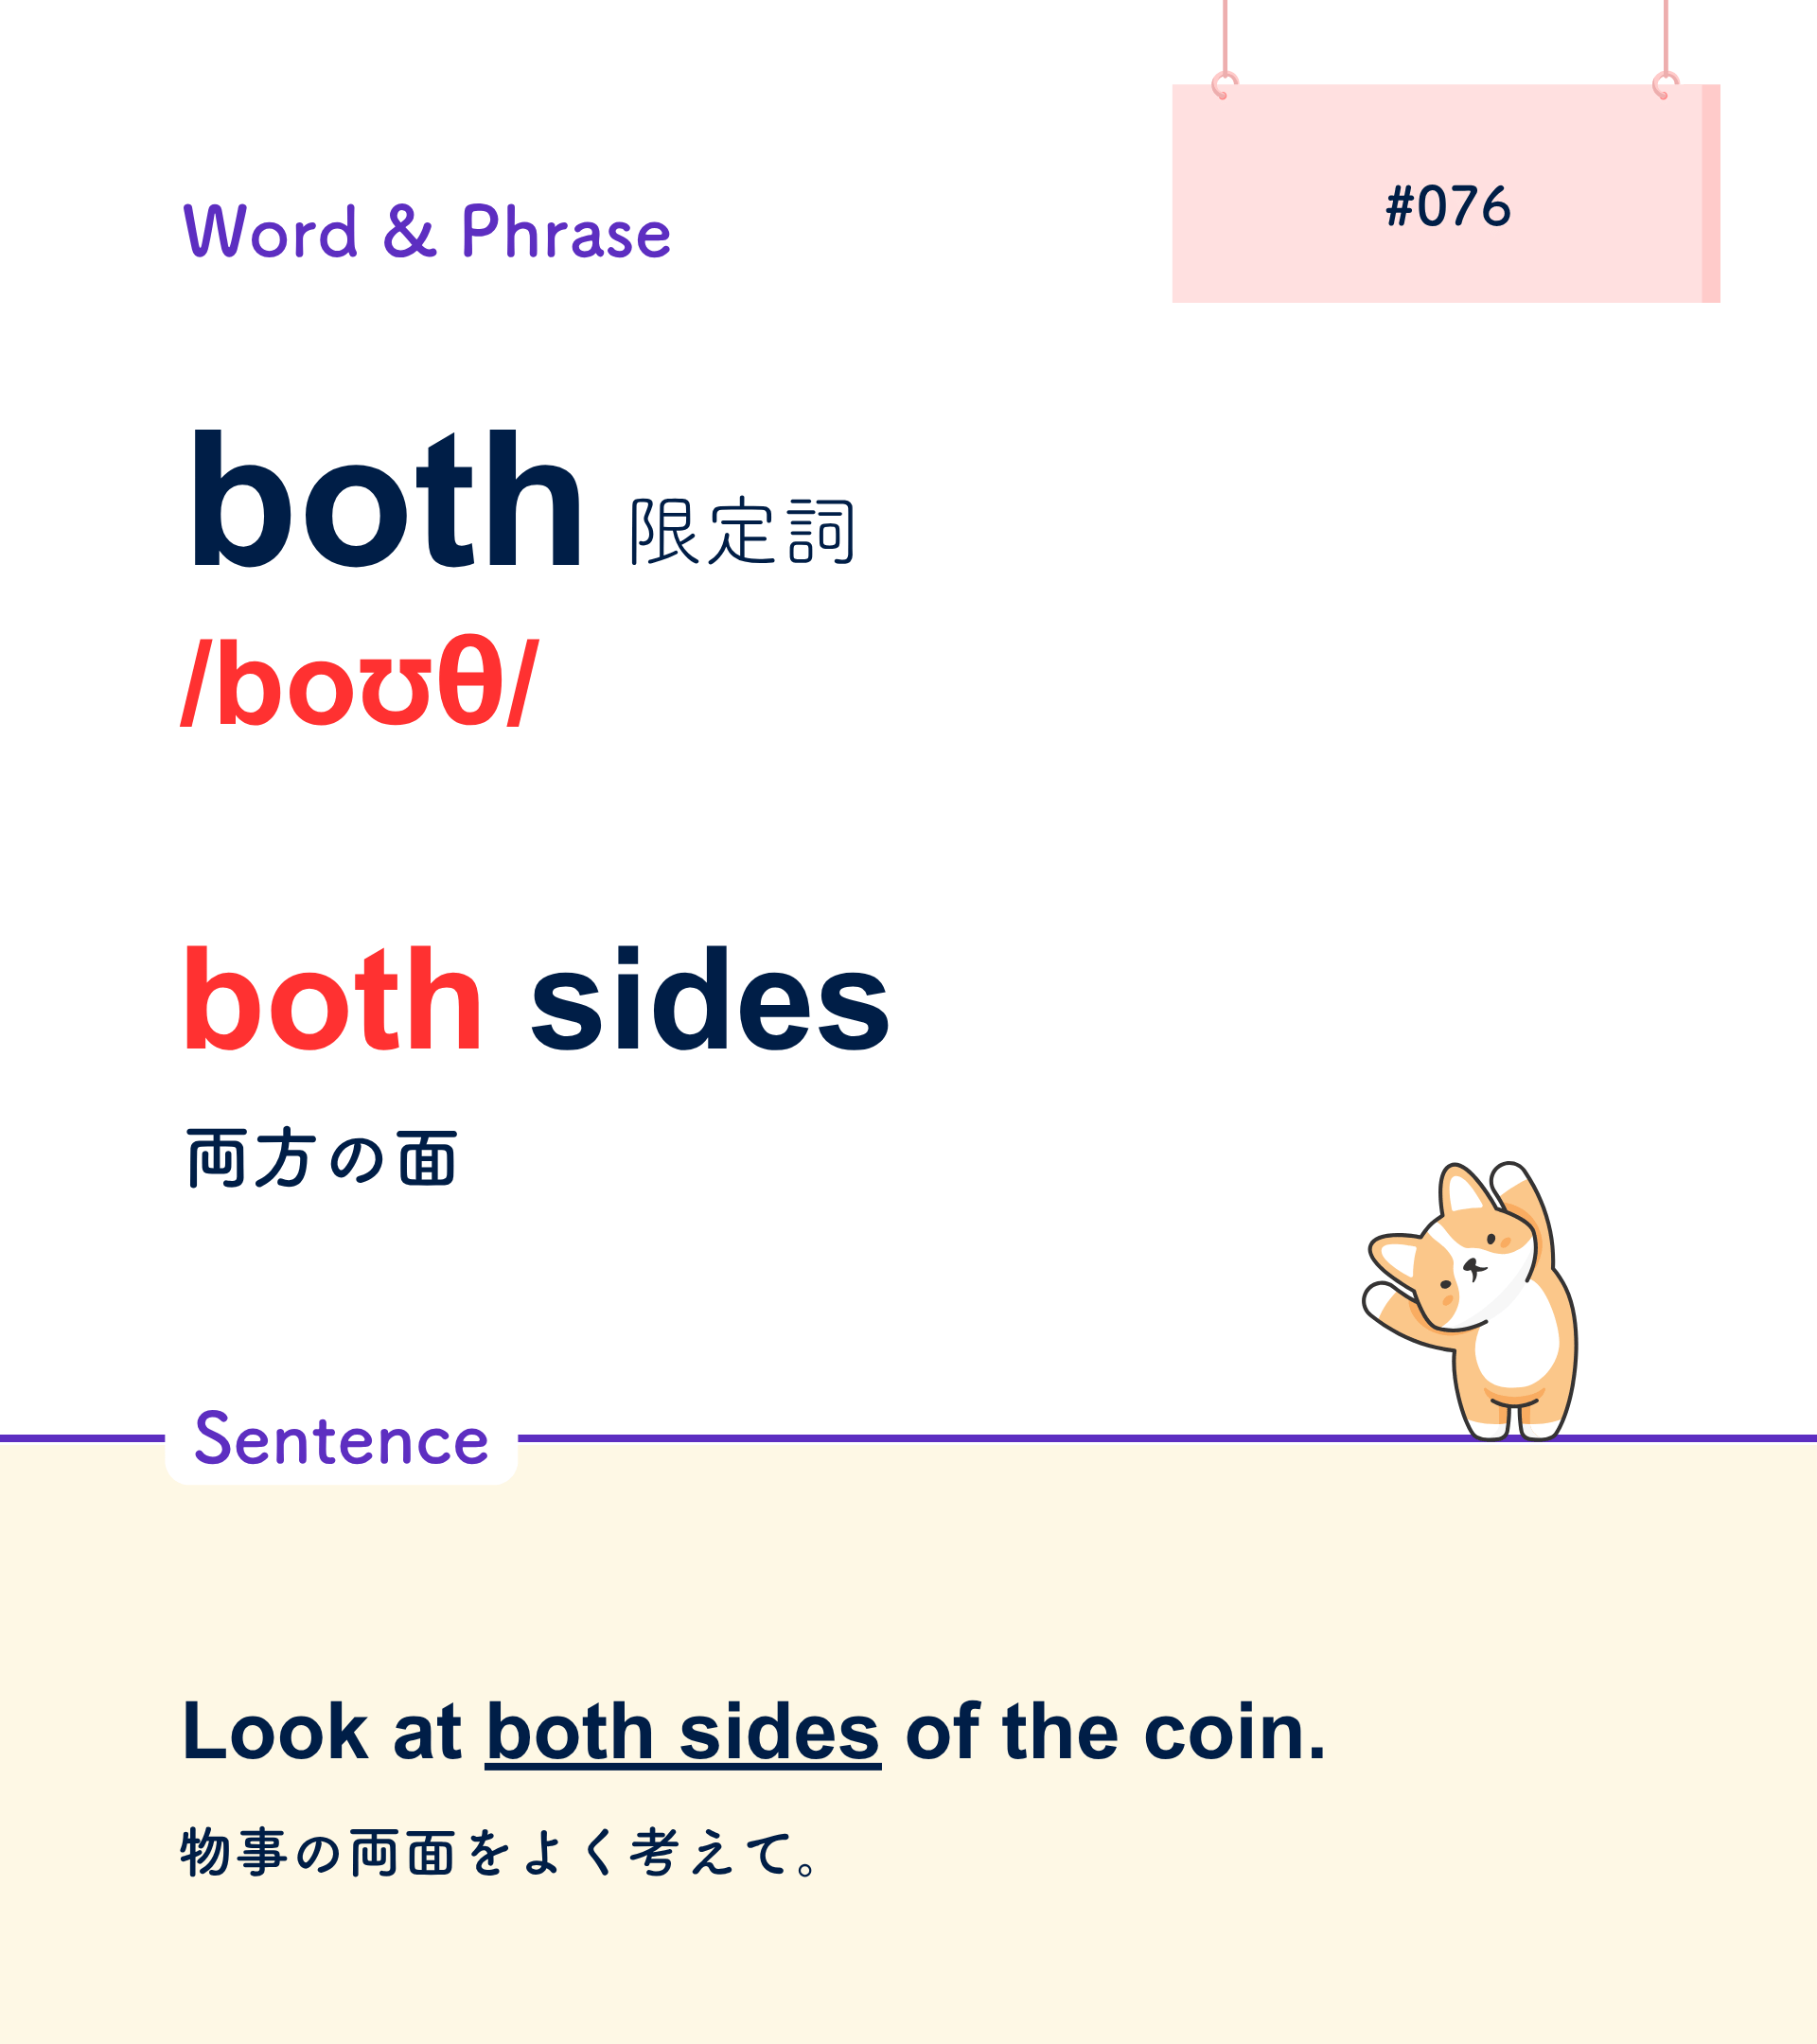 Word & Phrase
#076
both 限定詞
/boʊθ/
both sides
両方の面
Sentence
Look at both sides of the coin.
物事の両面をよく考えて。